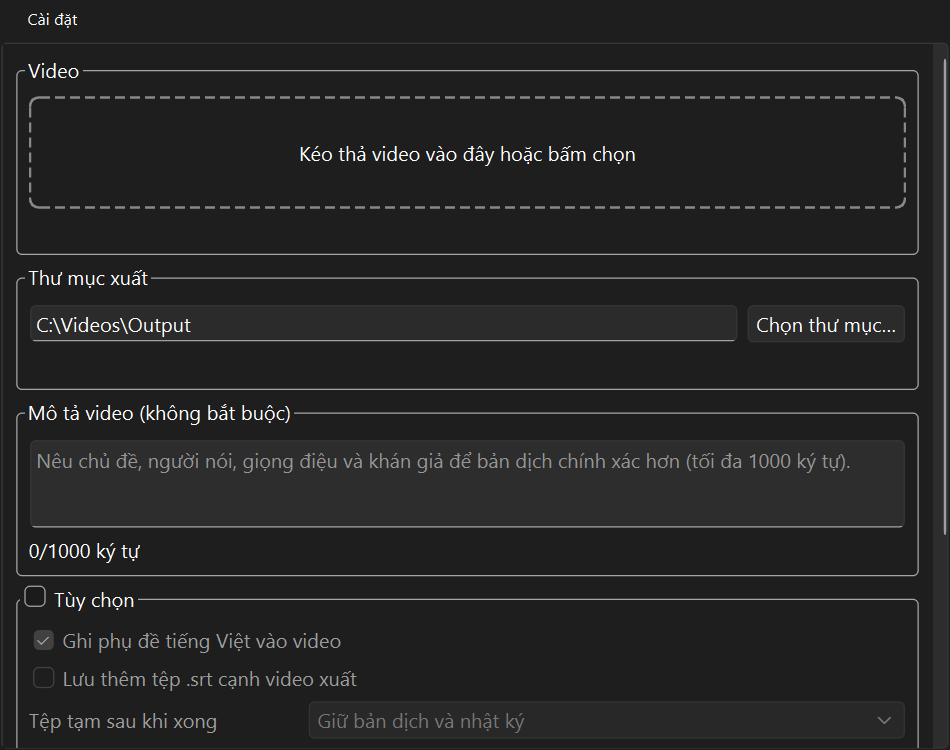 Cài đặt
Video
Kéo thả video vào đây hoặc bấm chọn
Thư mục xuất
C:\Videos\Output
Chọn thư mục...
Mô tả video (không bắt buộc)
Nêu chủ đề, người nói, giọng điệu và khán giả để bản dịch chính xác hơn (tối đa 1000 ký tự).
0/1000 ký tự
Tùy chọn
Ghi phụ đề tiếng Việt vào video
Lưu thêm tệp .srt cạnh video xuất
Tệp tạm sau khi xong
Giữ bản dịch và nhật ký